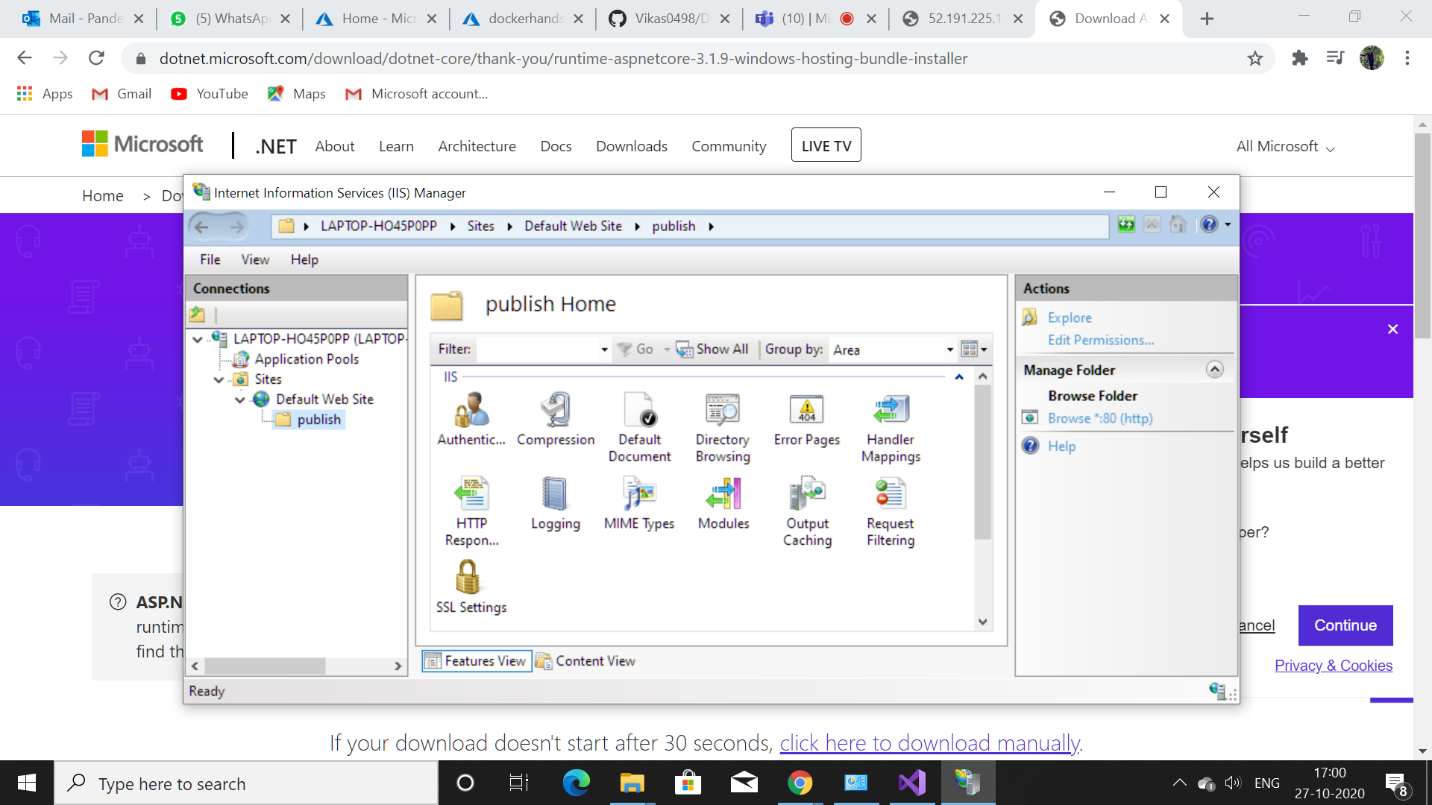 Mail - Pande
(5) WhatsAp
Home - Micr
dockerhands
Vikas0498/D
(10) | Mi
52.191.225.1
Download A
dotnet.microsoft.com/download/dotnet-core/thank-you/runtime-aspnetcore-3.1.9-windows-hosting-bundle-installer
Apps
Gmail
YouTube
Maps
Microsoft account...
Microsoft
.NET
About
Learn
Architecture
Docs
Downloads
Community
LIVE TV
All Microsoft
Home > Do
Internet Information Services (IIS) Manager
LAPTOP-HO45P0PP
Sites
Default Web Site
publish
File
View
Help
Connections
LAPTOP-HO45P0PP (LAPTOP-
Application Pools
Sites
Default Web Site
publish
publish Home
Filter:
Go
Show All
Group by:
Area
IIS
Authentic...
Compression
Default
Document
Directory
Browsing
Error Pages
404
Handler
Mappings
HTTP
Respon...
Logging
MIME Types
Modules
Output
Caching
Request
Filtering
SSL Settings
Features View
Content View
Ready
Actions
Explore
Edit Permissions...
Manage Folder
Browse Folder
Browse *:80 (http)
Help
rself
elps us build a better
per?
ancel
Continue
Privacy & Cookies
ASP.N
runtim
find th
If your download doesn't start after 30 seconds, click here to download manually.
Type here to search
ENG
17:00
27-10-2020
8